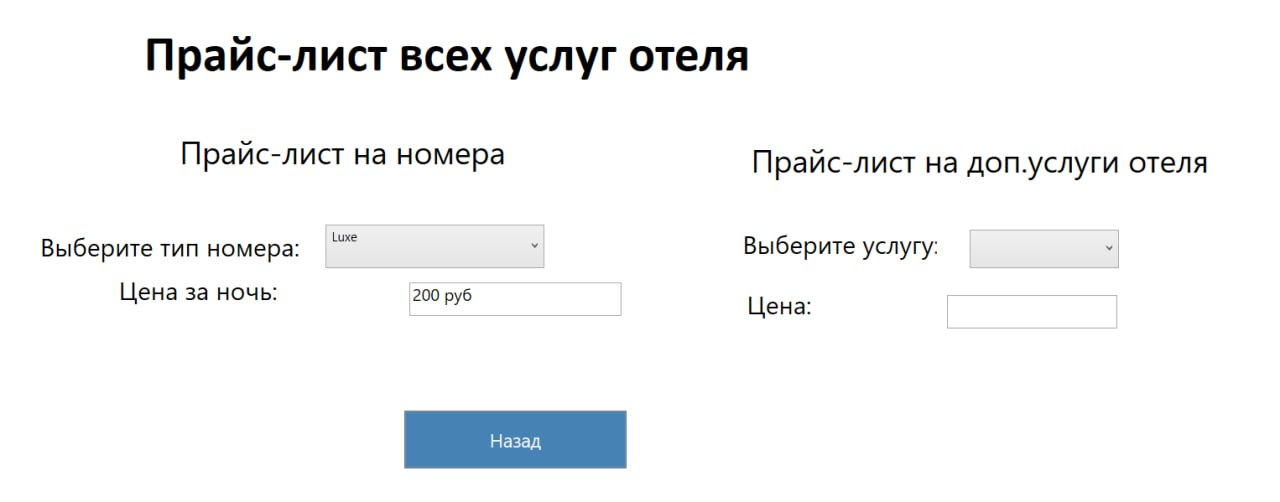 Прайс-лист всех услуг отеля
Прайс-лист на номера
Выберите тип номера: Luxe
Цена за ночь: 200 руб
Прайс-лист на доп.услуги отеля
Выберите услугу:
Цена:
Назад